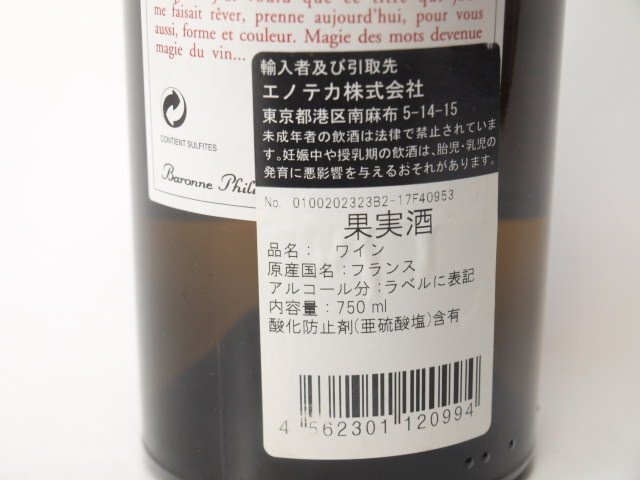 que ce titre qui
me faisait rêver, prenne aujourd'hui, pour vous
aussi, forme et couleur. Magie des mots devenue
magie du vin...
CONTIENT SULFITES
Baronne
輸入者及び引取先
エノテカ株式会社
東京都港区南麻布 5-14-15
未成年者の飲酒は法律で禁止されていま
す。妊娠中や授乳期の飲酒は、胎児・乳児の
発育に悪影響を与えるおそれがあります。
No. 0100202323B2-17F40953
果実酒
品名: ワイン
原産国名:フランス
アルコール分:ラベルに表記
内容量:750 ml
酸化防止剤(亜硫酸塩)含有
4 562301 120994